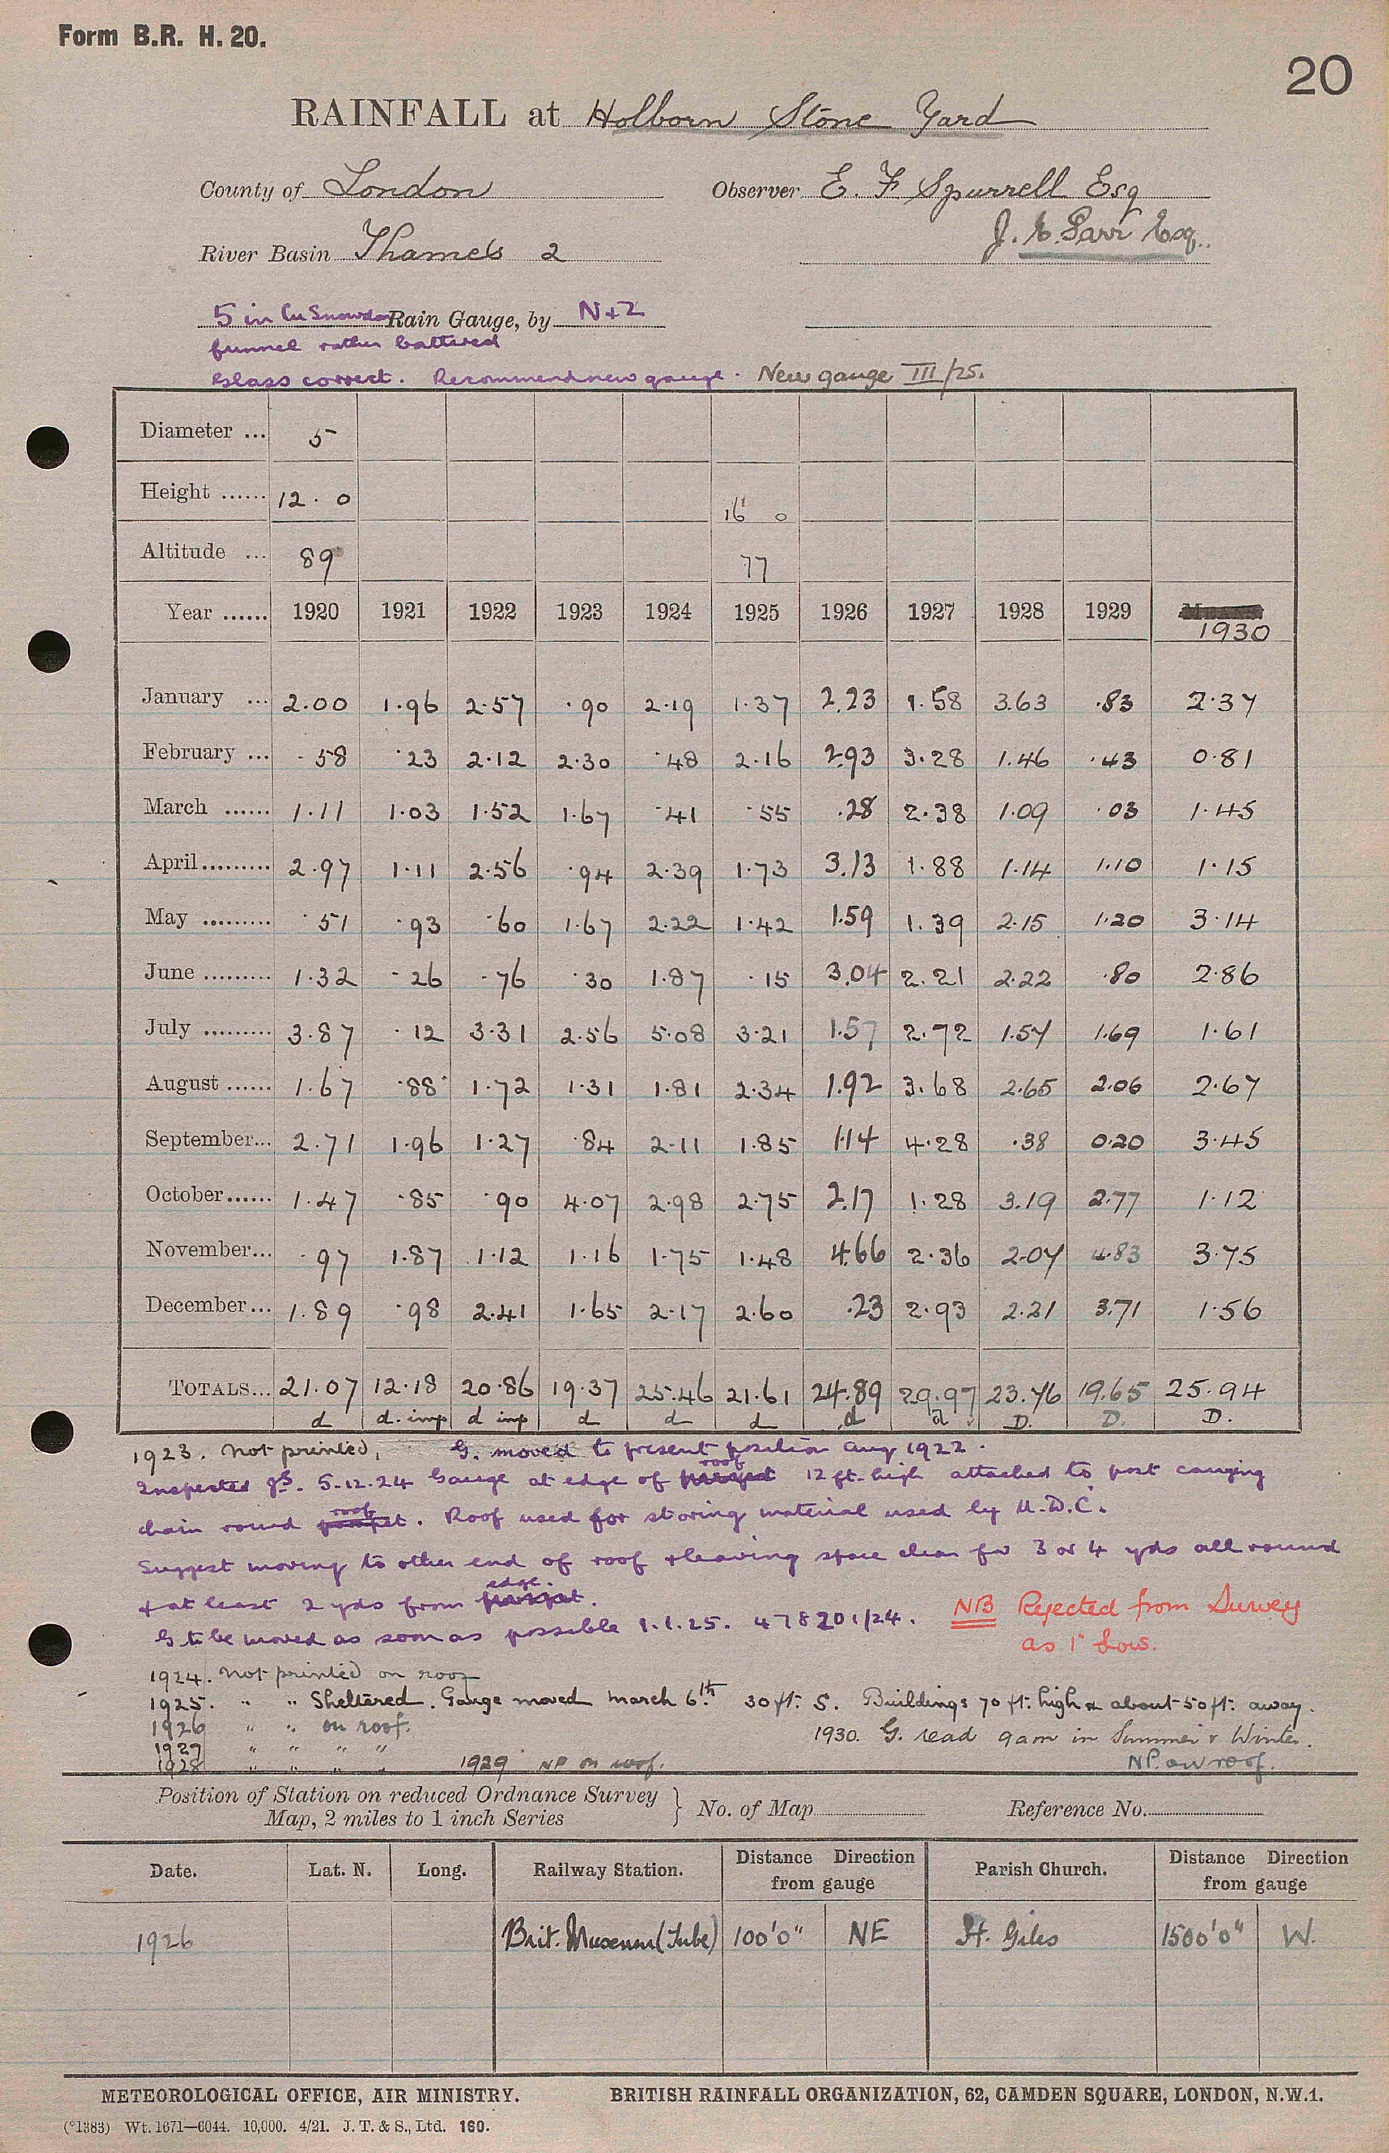 Form B.R. H. 20.
20
RAINFALL at Holborn Stone Yard
County of London Observer E. F. Spurrell Esq
J. E. Parr Esq.
River Basin Thames 2
5 in Cu Snowdon Rain Gauge, by N+Z
funnel rather battered
Glass correct. Recommend new gauge. New gauge III/25.
Diameter ... 5
Height ...... 12. 0 16 0
Altitude ... 89 77
Year ...... 1920 1921 1922 1923 1924 1925 1926 1927 1928 1929 1930
January ... 2.00 1.96 2.57 .90 2.19 1.37 2.23 1.58 3.63 .83 2.37
February ... .58 .23 2.12 2.30 .48 2.16 2.93 3.28 1.46 .43 0.81
March ...... 1.11 1.03 1.52 1.67 .41 .55 .28 2.38 1.09 .03 1.45
April......... 2.97 1.11 2.56 .94 2.39 1.73 3.13 1.88 1.14 1.10 1.15
May ......... .51 .93 .60 1.67 2.22 1.42 1.59 1.39 2.15 1.20 3.14
June ......... 1.32 .26 .76 .30 1.87 .15 3.04 2.21 2.22 .80 2.86
July ......... 3.87 .12 3.31 2.56 5.08 3.21 1.57 2.72 1.57 1.69 1.61
August ...... 1.67 .88 1.72 1.31 1.81 2.34 1.92 3.68 2.65 2.06 2.67
September... 2.71 1.96 1.27 .84 2.11 1.85 1.14 4.28 .38 0.20 3.45
October...... 1.47 .85 .90 4.07 2.98 2.75 2.17 1.28 3.19 2.77 1.12
November... .97 1.87 1.12 1.16 1.75 1.48 4.66 2.36 2.07 4.83 3.75
December... 1.89 .98 2.41 1.65 2.17 2.60 .23 2.93 2.21 3.71 1.56
TOTALS... 21.07 12.18 20.86 19.37 25.46 21.61 24.89 29.97 23.76 19.65 25.94
d d. imp d imp d d d d d D. D. D.
1923. Not printed, G. moved to present position Aug 1922.
Inspected 5.12.24 Gauge at edge of roof 12 ft. high attached to post carrying
chain round roof. Roof used for storing material used by U.D.C.
Suggest moving to other end of roof & leaving space clear for 3 or 4 yds all round
& at least 2 yds from edge.
G to be moved as soon as possible 1.1.25. 478201/24. NB Rejected from Survey
as 1" low.
1924. Not printed on roof
1925. " " Sheltered. Gauge moved March 6th. 30 ft. S. Buildings 70 ft. high & about 50 ft. away.
1926 " " on roof. 1930. G. read 9am in Summer & Winter.
1927 " " " "
1928 " " " " 1929 NP on roof. N.P. on roof.
Position of Station on reduced Ordnance Survey
Map, 2 miles to 1 inch Series } No. of Map Reference No.
Date. Lat. N. Long. Railway Station. Distance Direction from gauge Parish Church. Distance Direction from gauge
1926 Brit. Museum (Tube) 100'0" NE St. Giles 1500'0" W.
METEOROLOGICAL OFFICE, AIR MINISTRY. BRITISH RAINFALL ORGANIZATION, 62, CAMDEN SQUARE, LONDON, N.W.1.
(*1383) Wt. 1671—6044. 10,000. 4/21. J. T. & S., Ltd. 160.